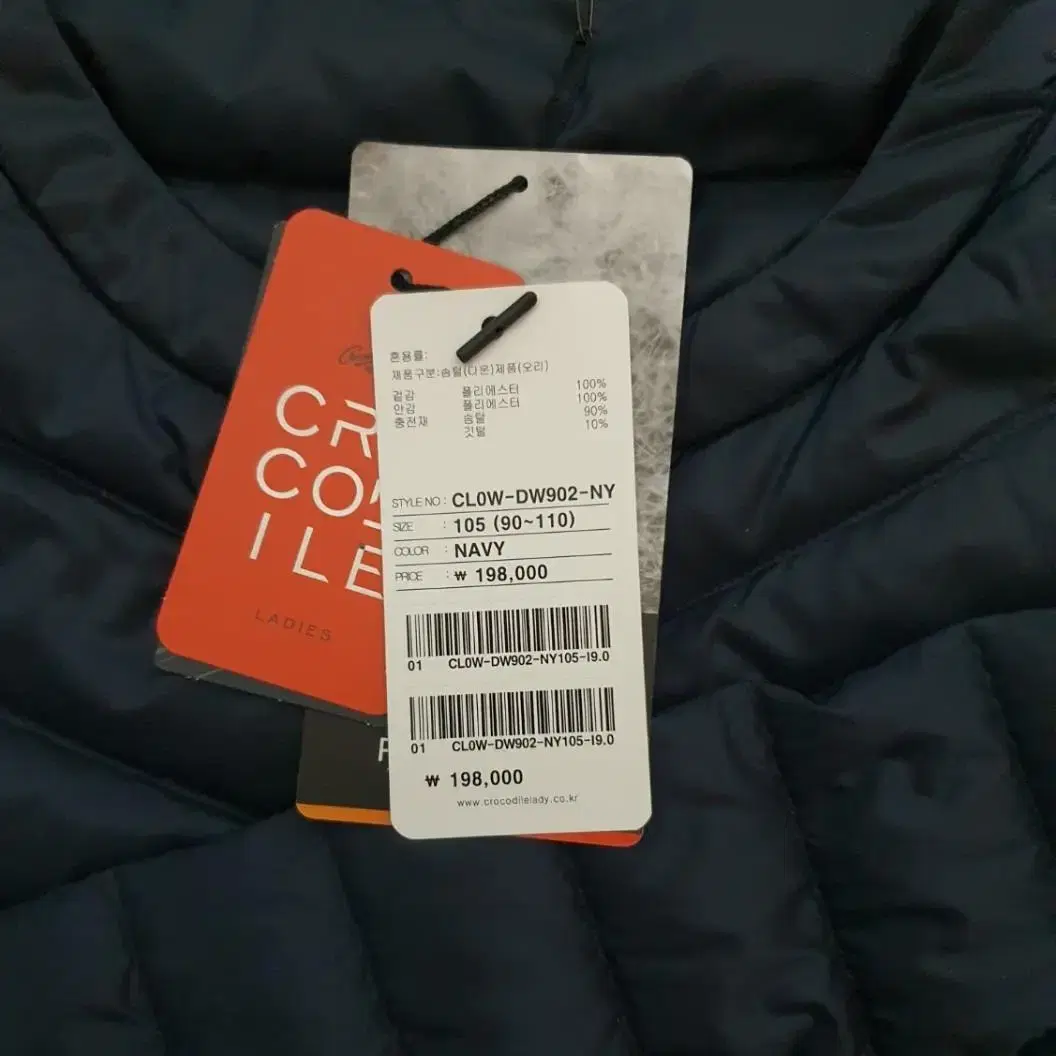 CR
CO
ILE
LADIES
혼용률:
제품구분:솜털(다운)제품(오리)
겉감 폴리에스터 100%
안감 폴리에스터 100%
충전재 솜털 90%
깃털 10%
STYLE NO : CL0W-DW902-NY
SIZE : 105 (90~110)
COLOR : NAVY
PRICE : ₩ 198,000
01 CL0W-DW902-NY105-I9.0
01 CL0W-DW902-NY105-I9.0
₩ 198,000
www.crocodilelady.co.kr